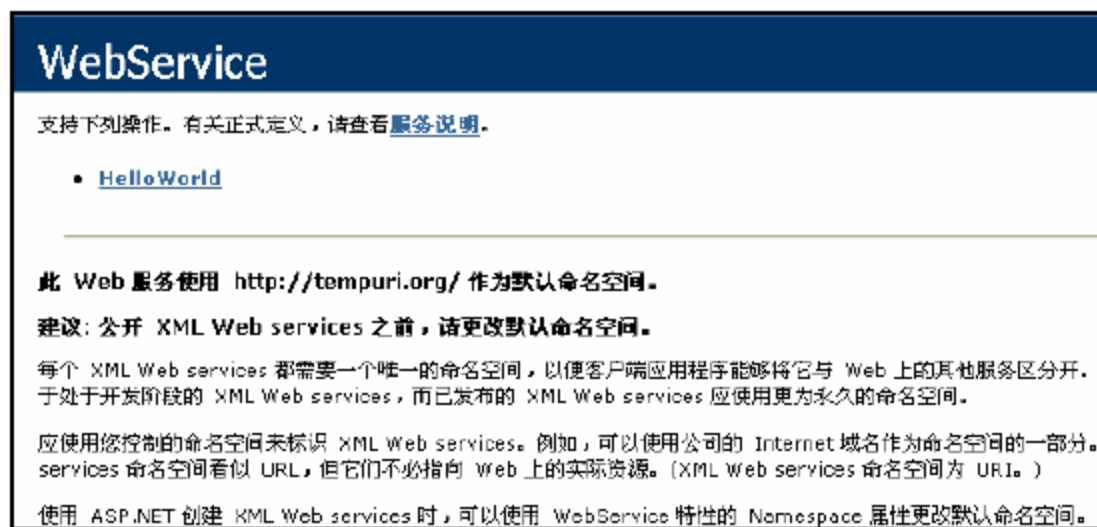 WebService
支持下列操作。有关正式定义，请查看服务说明。
• HelloWorld
此 Web 服务使用 http://tempuri.org/ 作为默认命名空间。
建议: 公开 XML Web services 之前，请更改默认命名空间。
每个 XML Web services 都需要一个唯一的命名空间，以便客户端应用程序能够将它与 Web 上的其他服务区分开。
于处于开发阶段的 XML Web services，而已发布的 XML Web services 应使用更为永久的命名空间。
应使用您控制的命名空间来标识 XML Web services。例如，可以使用公司的 Internet 域名作为命名空间的一部分。
services 命名空间看似 URL，但它们不必指向 Web 上的实际资源。(XML Web services 命名空间为 URI。)
使用 ASP.NET 创建 XML Web services 时，可以使用 WebService 特性的 Namespace 属性更改默认命名空间。